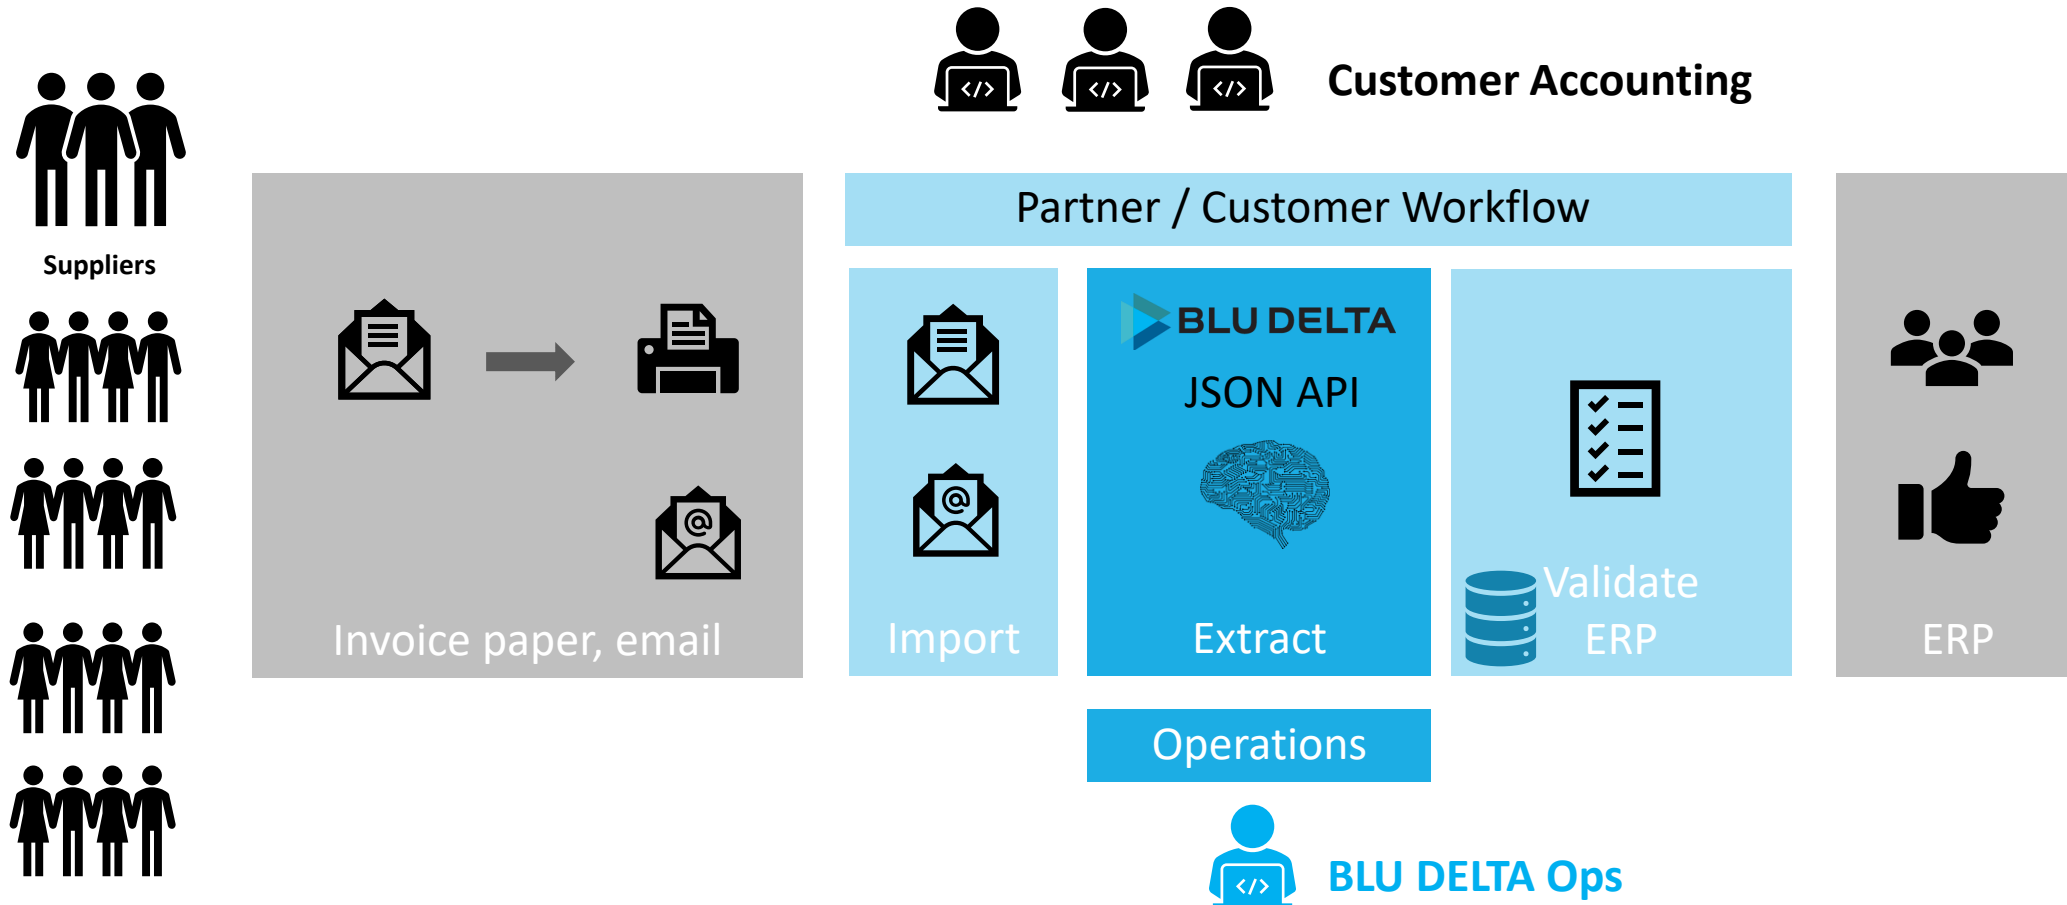 Customer Accounting
Suppliers
Partner / Customer Workflow
BLU DELTA
JSON API
Invoice paper, email
Import
Extract
Validate
ERP
ERP
Operations
BLU DELTA Ops